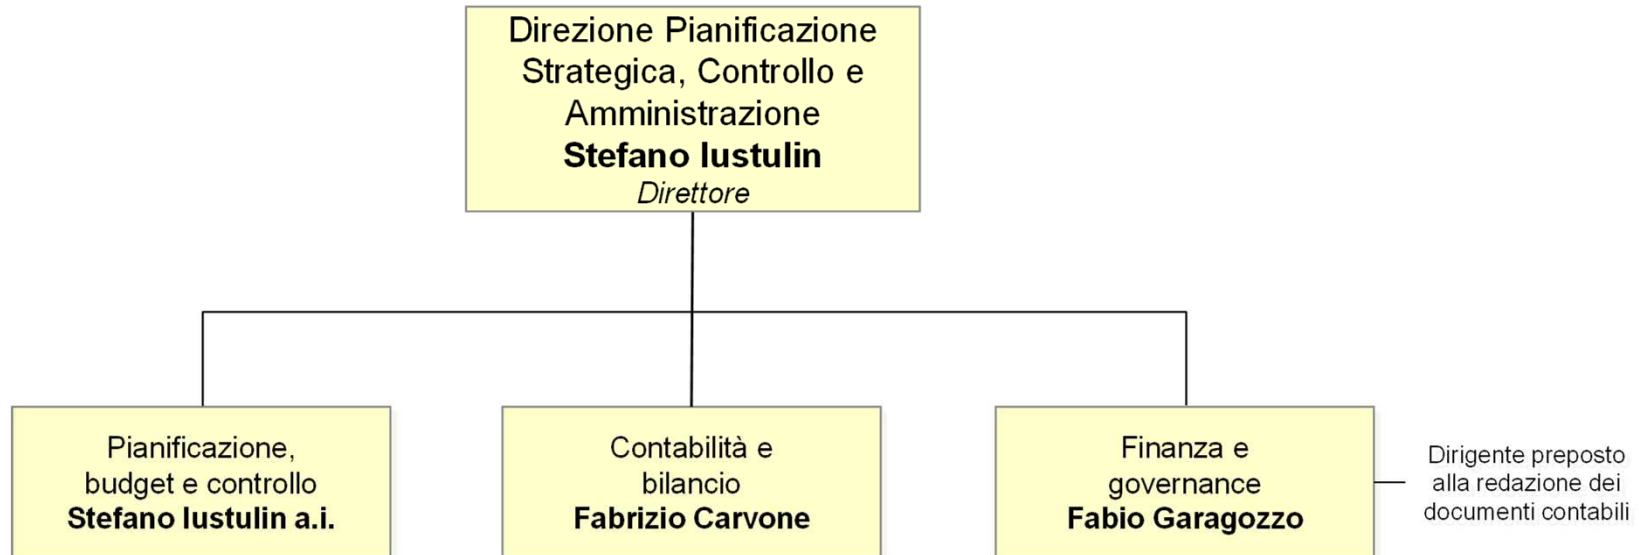 Direzione Pianificazione
Strategica, Controllo e
Amministrazione
Stefano Iustulin
Direttore
Pianificazione,
budget e controllo
Stefano Iustulin a.i.
Contabilità e
bilancio
Fabrizio Carvone
Finanza e
governance
Fabio Garagozzo
Dirigente preposto
alla redazione dei
documenti contabili